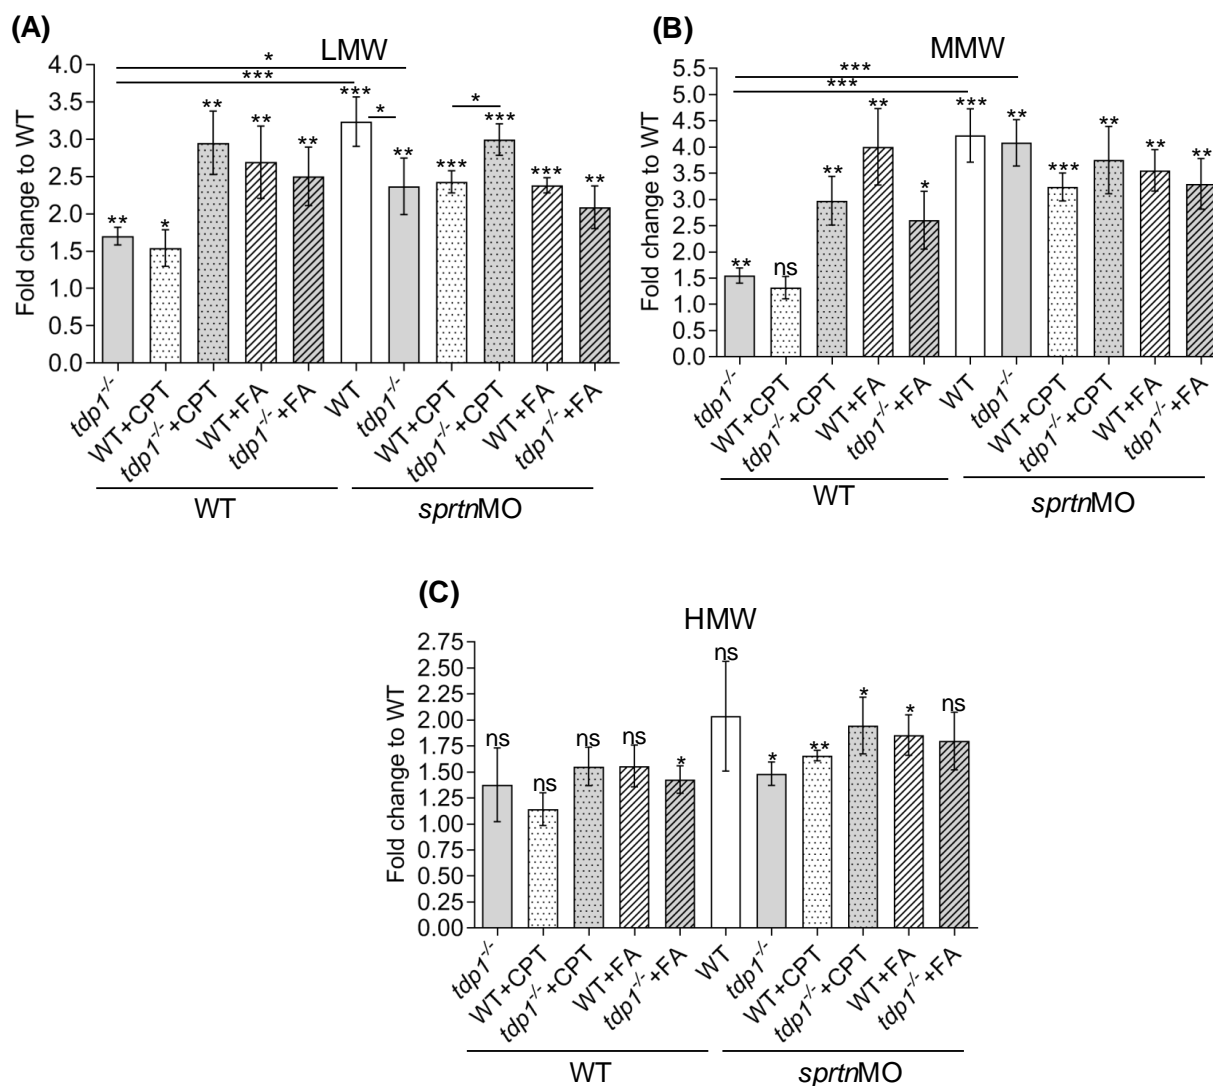 (A)
LMW
Fold change to WT
4.0
3.5
3.0
2.5
2.0
1.5
1.0
0.5
0.0
*
***
** * ** ** ** *** * ** *** * *** *** **
tdp1-/- WT+CPT tdp1-/-+CPT WT+FA tdp1-/-+FA WT tdp1-/- WT+CPT tdp1-/-+CPT WT+FA tdp1-/-+FA
WT sprtnMO
(B)
MMW
Fold change to WT
5.5
5.0
4.5
4.0
3.5
3.0
2.5
2.0
1.5
1.0
0.5
0.0
***
***
** ns ** ** * *** ** *** ** ** **
tdp1-/- WT+CPT tdp1-/-+CPT WT+FA tdp1-/-+FA WT tdp1-/- WT+CPT tdp1-/-+CPT WT+FA tdp1-/-+FA
WT sprtnMO
(C)
HMW
Fold change to WT
2.75
2.50
2.25
2.00
1.75
1.50
1.25
1.00
0.75
0.50
0.25
0.00
ns ns ns ns * ns * ** * * ns
tdp1-/- WT+CPT tdp1-/-+CPT WT+FA tdp1-/-+FA WT tdp1-/- WT+CPT tdp1-/-+CPT WT+FA tdp1-/-+FA
WT sprtnMO